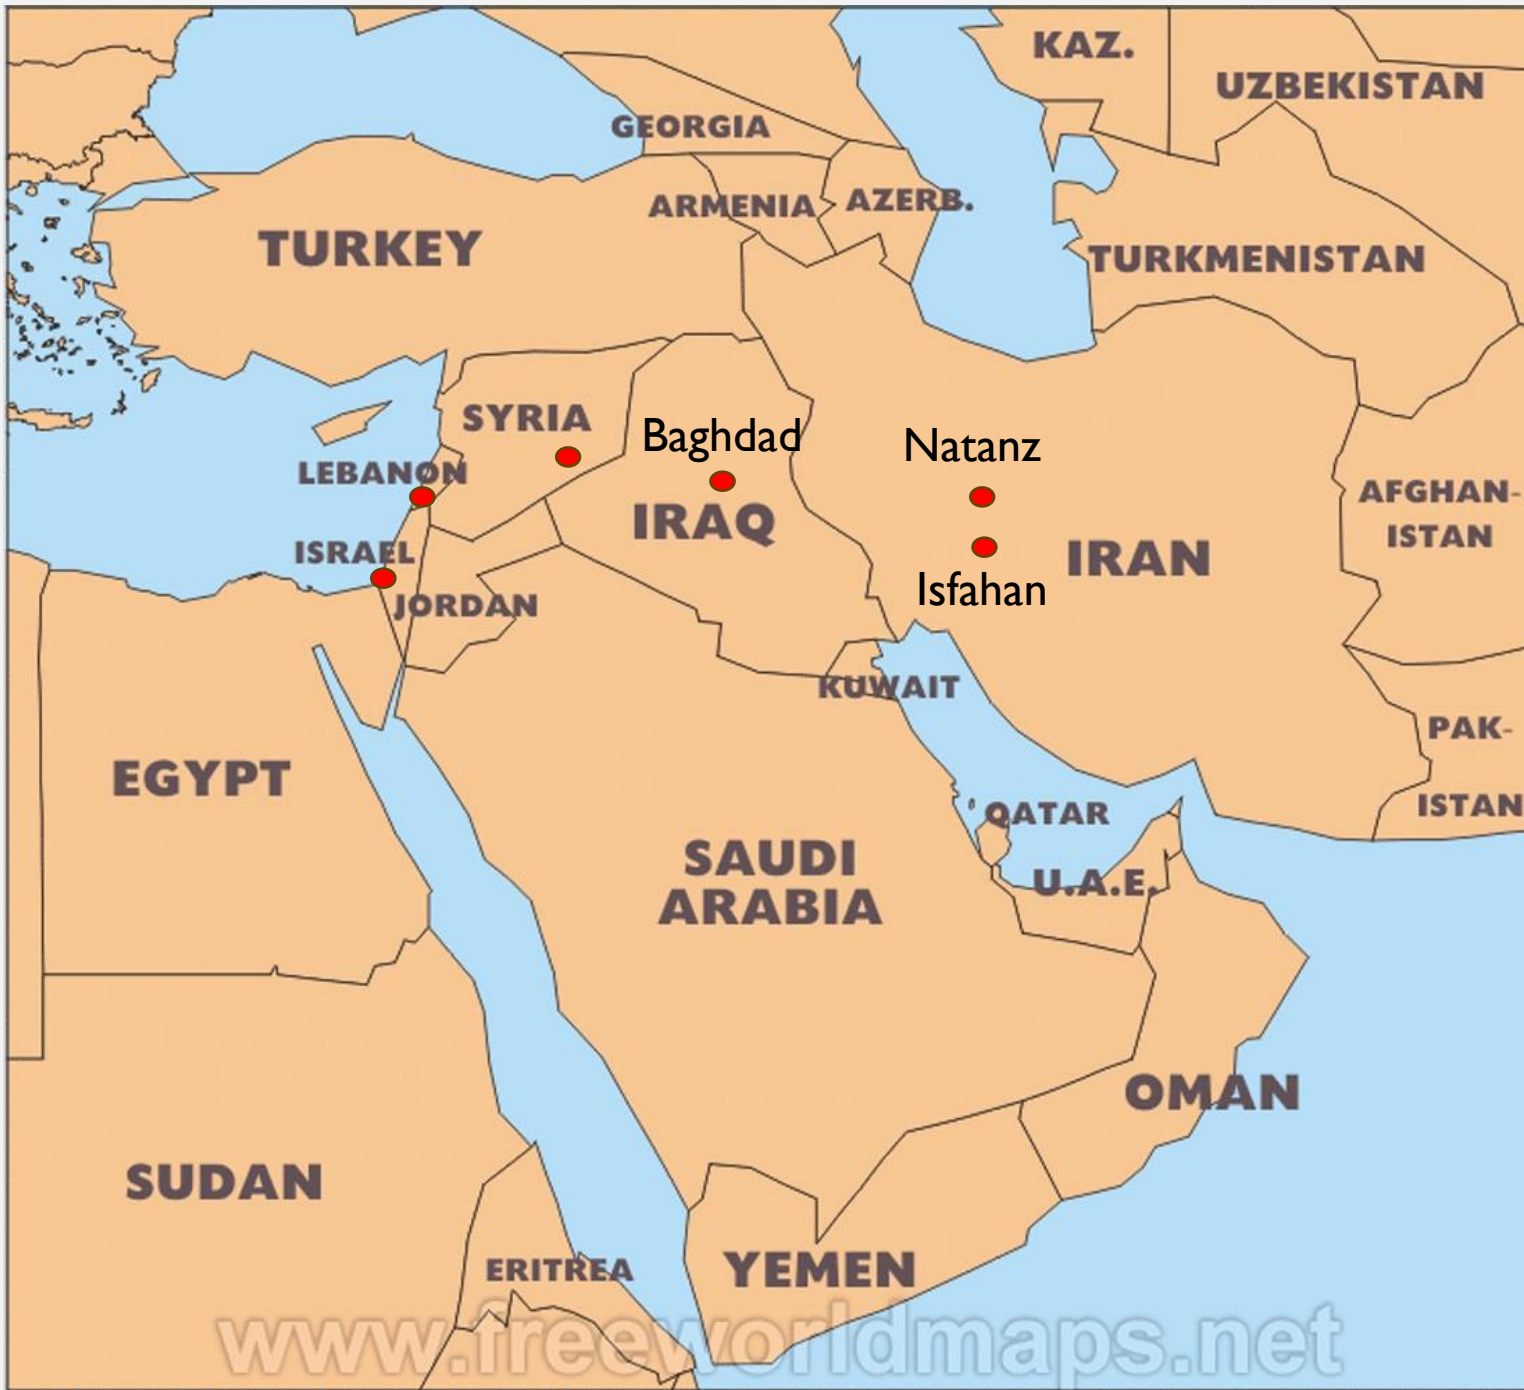 KAZ.
UZBEKISTAN
GEORGIA
ARMENIA
AZERB.
TURKEY
TURKMENISTAN
SYRIA
Baghdad
Natanz
LEBANON
AFGHAN-
ISTAN
IRAQ
ISRAEL
IRAN
Isfahan
JORDAN
KUWAIT
PAK-
ISTAN
EGYPT
QATAR
SAUDI
ARABIA
U.A.E.
OMAN
SUDAN
ERITREA
YEMEN
www.freeworldmaps.net